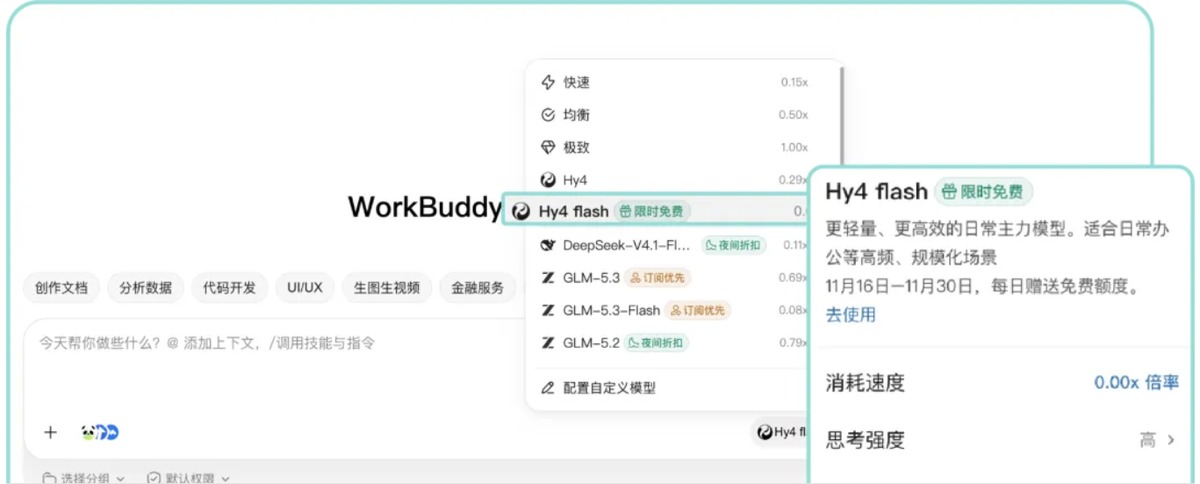 快速 0.15x
均衡 0.50x
极致 1.00x
Hy4 0.29x
WorkBuddy
Hy4 flash 限时免费 0.
DeepSeek-V4.1-Fl... 夜间折扣 0.11x
GLM-5.3 订阅优先 0.69x
GLM-5.3-Flash 订阅优先 0.08x
GLM-5.2 夜间折扣 0.79x
配置自定义模型
创作文档 分析数据 代码开发 UI/UX 生图生视频 金融服务
今天帮你做些什么？@ 添加上下文，/调用技能与指令
Hy4 fl
选择分组 默认权限
Hy4 flash 限时免费
更轻量、更高效的日常主力模型。适合日常办
公等高频、规模化场景
11月16日—11月30日，每日赠送免费额度。
去使用
消耗速度 0.00x 倍率
思考强度 高